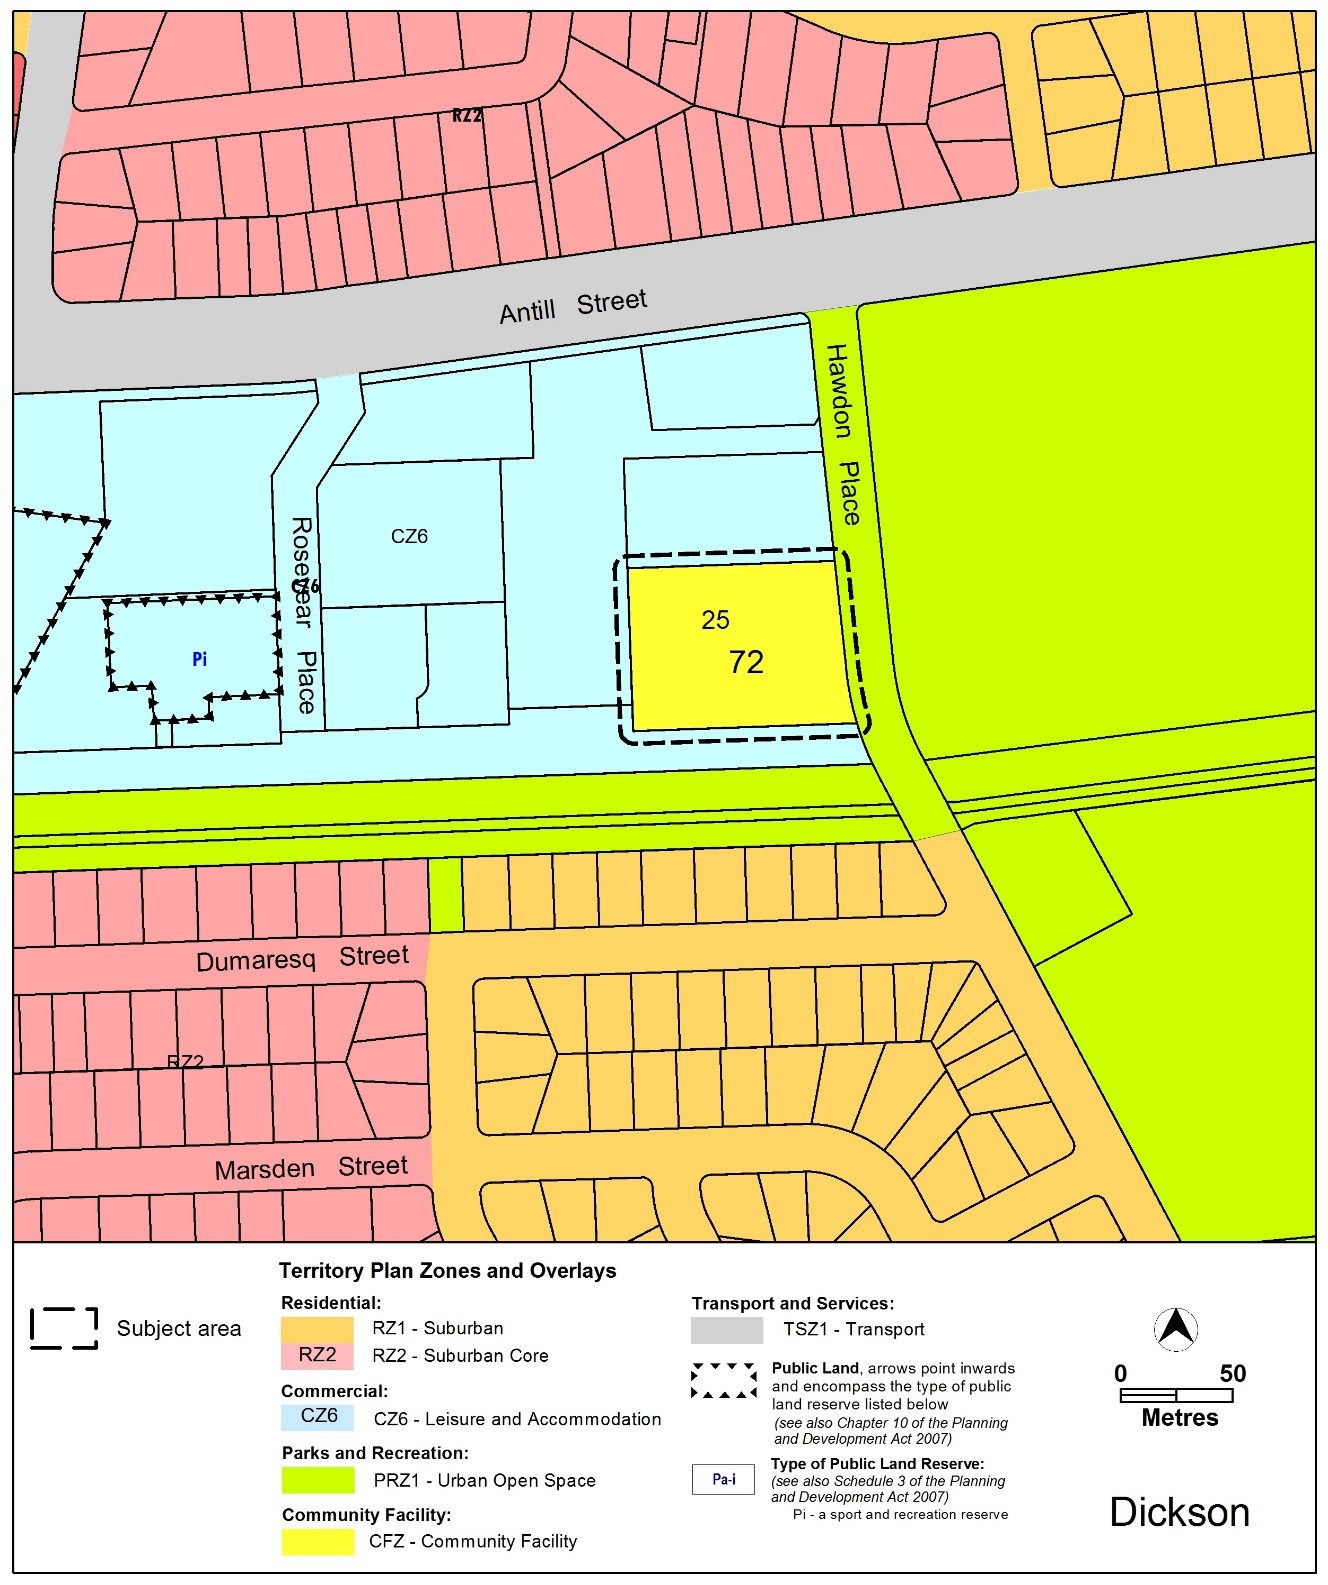 RZ2
Antill Street
Hawdon Place
CZ6
Rosevear Place
CZ6
25
72
Pi
Dumaresq Street
RZ2
Marsden Street
Territory Plan Zones and Overlays
Subject area
Residential:
RZ1 - Suburban
RZ2
RZ2 - Suburban Core
Commercial:
CZ6
CZ6 - Leisure and Accommodation
Parks and Recreation:
PRZ1 - Urban Open Space
Community Facility:
CFZ - Community Facility
Transport and Services:
TSZ1 - Transport
Public Land, arrows point inwards
and encompass the type of public
land reserve listed below
(see also Chapter 10 of the Planning
and Development Act 2007)
Pa-i
Type of Public Land Reserve:
(see also Schedule 3 of the Planning
and Development Act 2007)
Pi - a sport and recreation reserve
0 50
Metres
Dickson